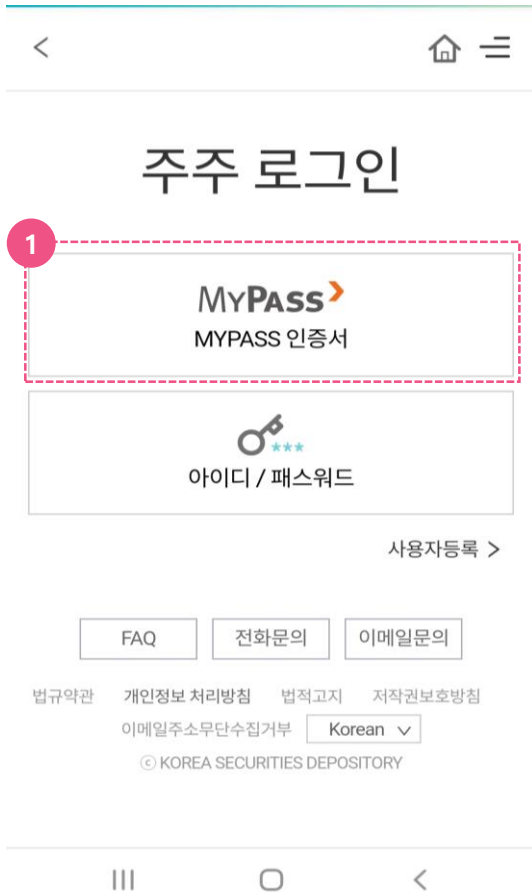 주주 로그인
1
MYPASS
MYPASS 인증서
***
아이디 / 패스워드
사용자등록 >
FAQ 전화문의 이메일문의
법규약관 개인정보 처리방침 법적고지 저작권보호방침
이메일주소무단수집거부 Korean
ⓒ KOREA SECURITIES DEPOSITORY